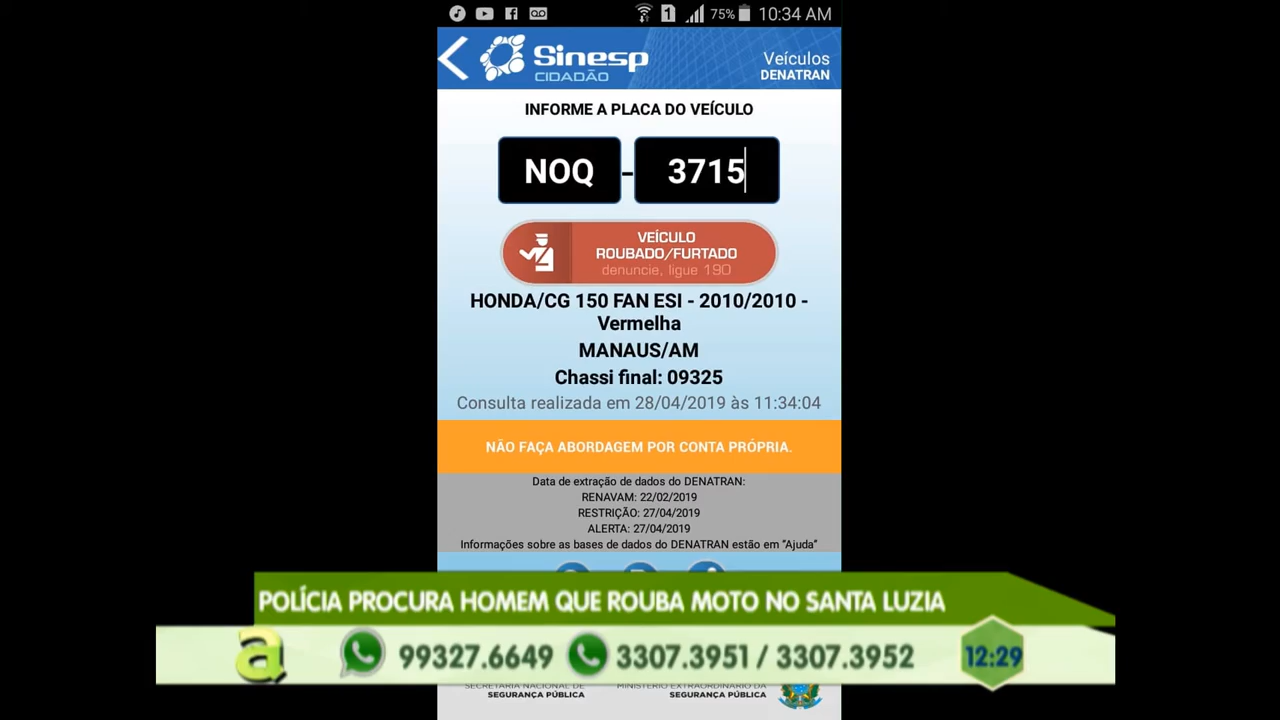 75% 10:34 AM
Sinesp
CIDADÃO
Veículos
DENATRAN
INFORME A PLACA DO VEÍCULO
NOQ - 3715
VEÍCULO
ROUBADO/FURTADO
denuncie, ligue 190
HONDA/CG 150 FAN ESI - 2010/2010 -
Vermelha
MANAUS/AM
Chassi final: 09325
Consulta realizada em 28/04/2019 às 11:34:04
NÃO FAÇA ABORDAGEM POR CONTA PRÓPRIA.
Data de extração de dados do DENATRAN:
RENAVAM: 22/02/2019
RESTRIÇÃO: 27/04/2019
ALERTA: 27/04/2019
Informações sobre as bases de dados do DENATRAN estão em "Ajuda"
POLÍCIA PROCURA HOMEM QUE ROUBA MOTO NO SANTA LUZIA
a 99327.6649 3307.3951 / 3307.3952 12:29
SECRETARIA NACIONAL DE
SEGURANÇA PÚBLICA
MINISTÉRIO EXTRAORDINÁRIO DA
SEGURANÇA PÚBLICA